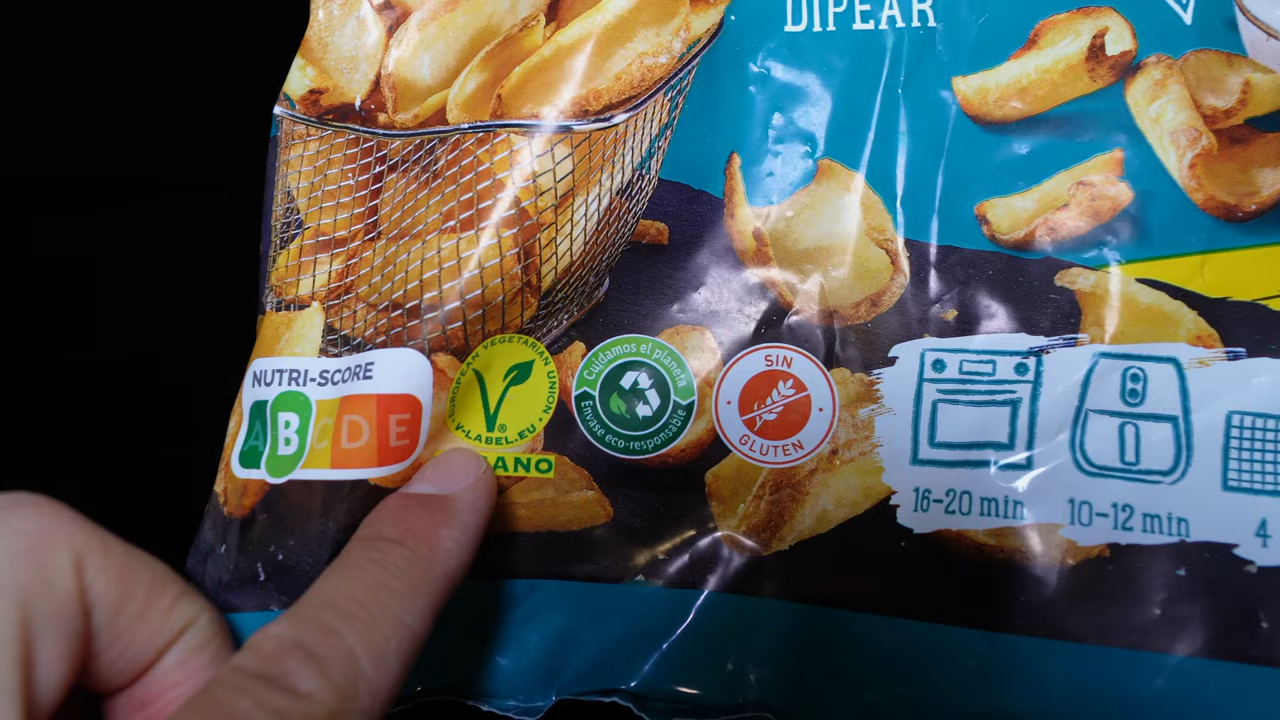 DIPEAR
NUTRI-SCORE
A B C D E
EUROPEAN VEGETARIAN UNION
V-LABEL.EU
®
ANO
Cuidamos el planeta
Envase eco-responsable
SIN
GLUTEN
16-20 min
10-12 min
4